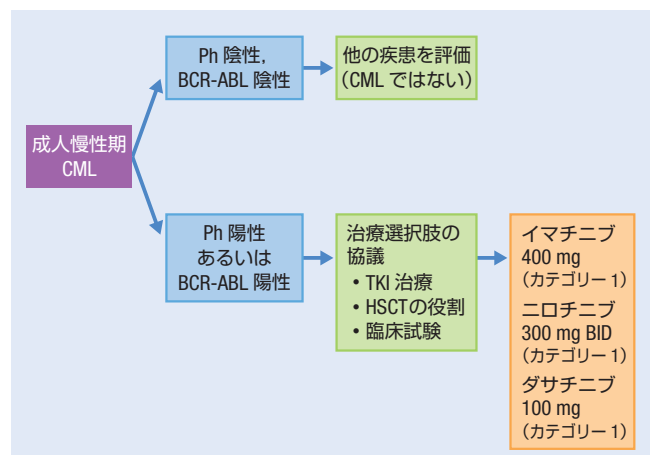 成人慢性期
CML
Ph 陰性,
BCR-ABL 陰性
他の疾患を評価
（CML ではない）
Ph 陽性
あるいは
BCR-ABL 陽性
治療選択肢の
協議
・TKI 治療
・HSCTの役割
・臨床試験
イマチニブ
400 mg
（カテゴリー 1）
ニロチニブ
300 mg BID
（カテゴリー 1）
ダサチニブ
100 mg
（カテゴリー 1）